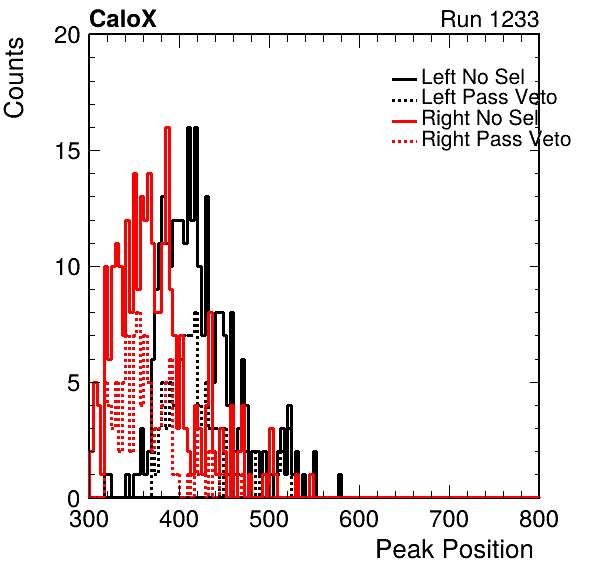 CaloX Run 1233
Counts
20
15
10
5
0
Left No Sel
Left Pass Veto
Right No Sel
Right Pass Veto
300 400 500 600 700 800
Peak Position